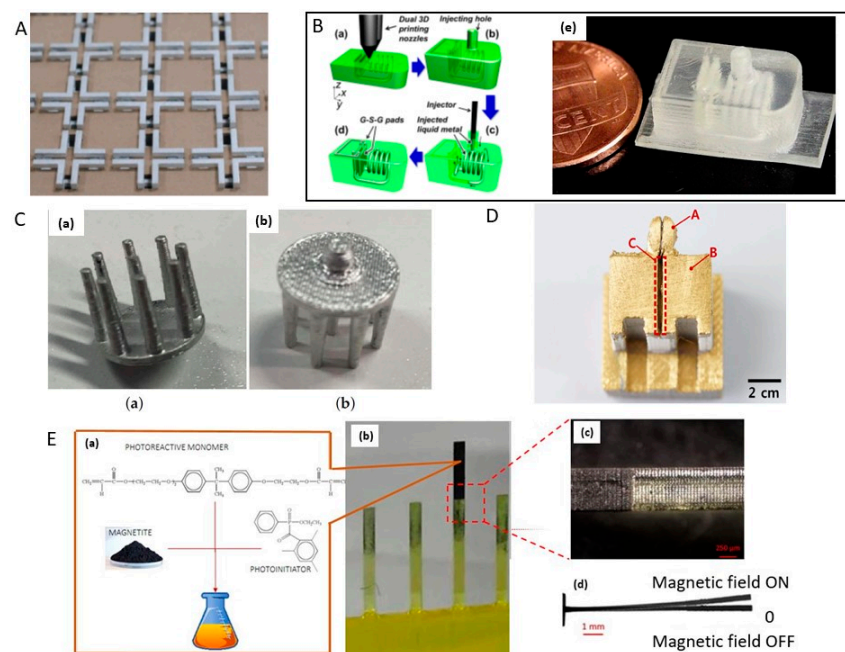 A
B
(a)
Dual 3D
printing
nozzles
Injecting hole
(b)
Z
X
Y
Injector
(d)
G-S-G pads
Injected
liquid metal
(c)
(e)
C
(a)
(b)
(a)
(b)
D
A
C
B
2 cm
E
(a)
PHOTOREACTIVE MONOMER
MAGNETITE
PHOTOINITIATOR
(b)
(c)
250 µm
(d)
Magnetic field ON
0
1 mm
Magnetic field OFF